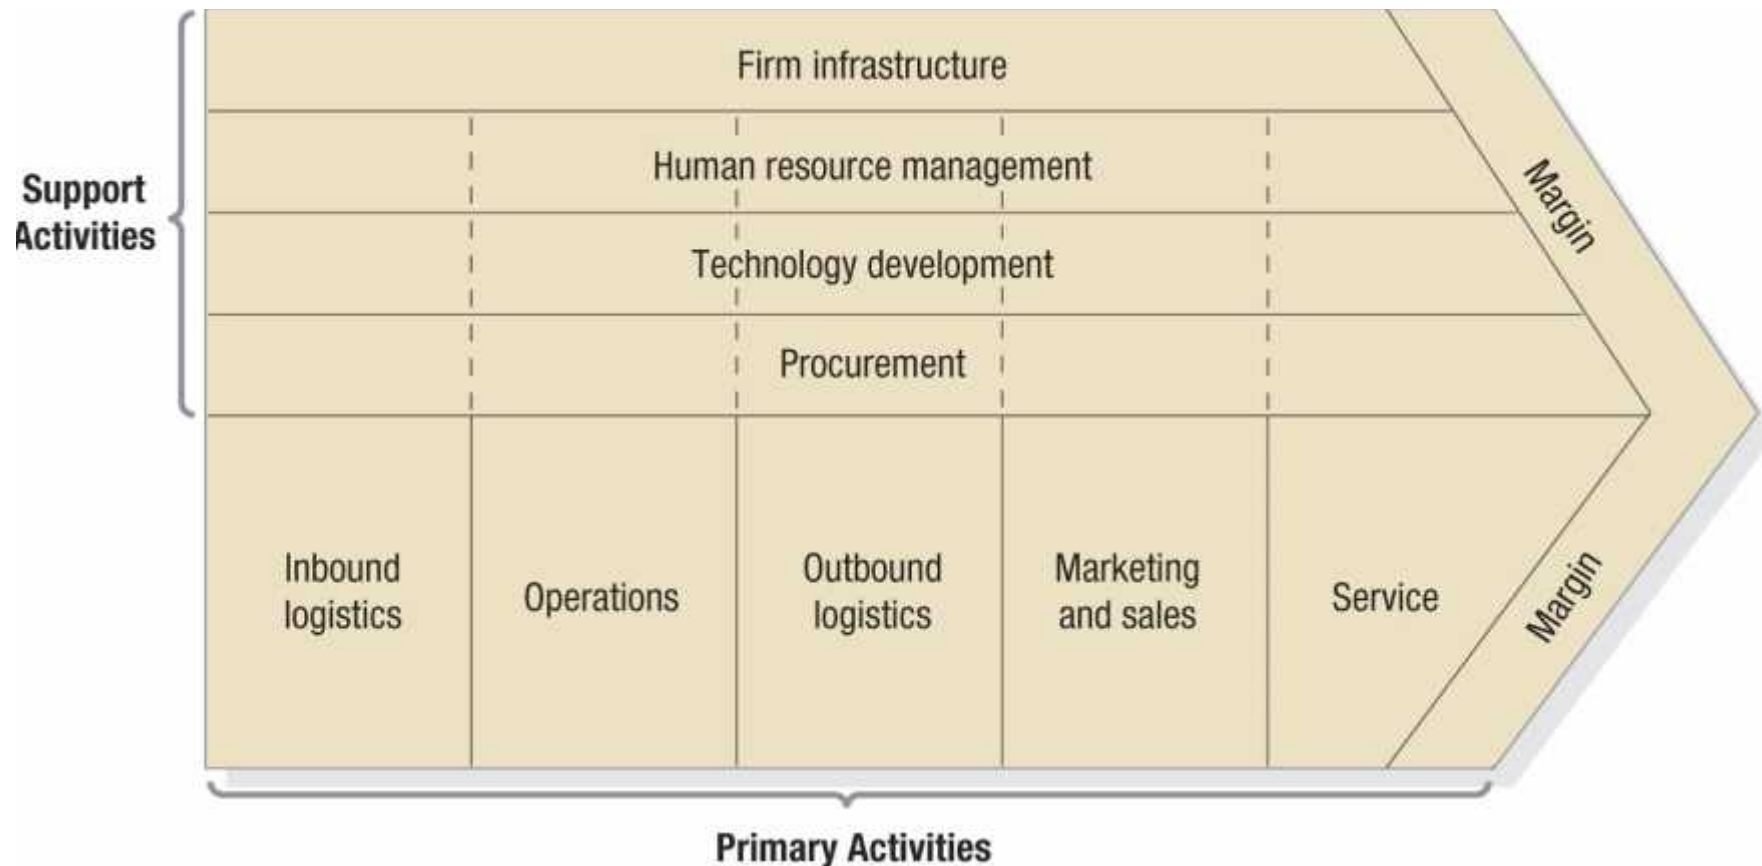 Firm infrastructure
Human resource management
Technology development
Procurement
Support
Activities
Margin
Inbound
logistics
Operations
Outbound
logistics
Marketing
and sales
Service
Margin
Primary Activities